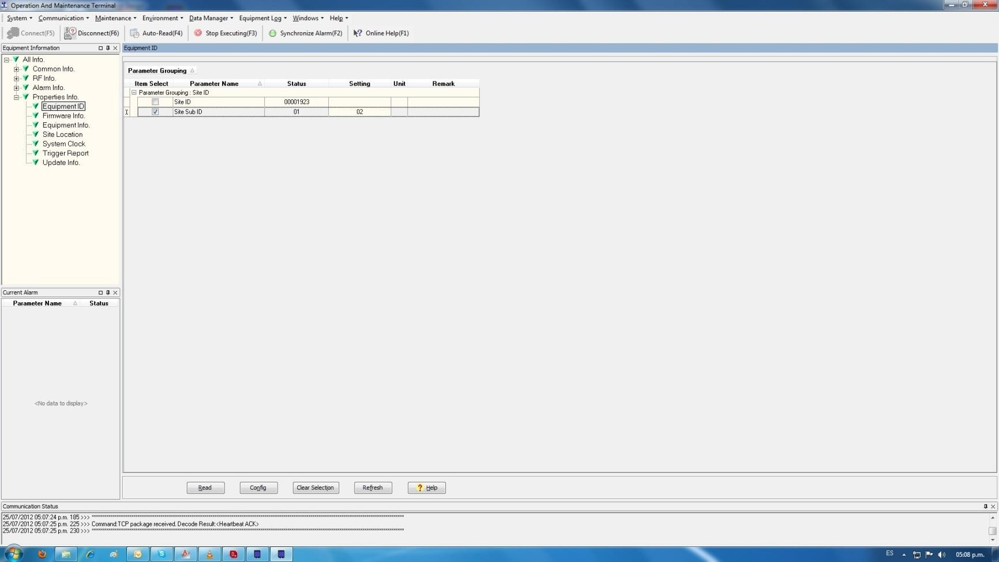 Operation And Maintenance Terminal
System Communication Maintenance Environment Data Manager Equipment Log Windows Help
Connect(F5) Disconnect(F6) Auto-Read(F4) Stop Executing(F3) Synchronize Alarm(F2) Online Help(F1)
Equipment Information
All Info.
Common Info.
RF Info.
Alarm Info.
Properties Info.
Equipment ID
Firmware Info.
Equipment Info.
Site Location
System Clock
Trigger Report
Update Info.
Equipment ID
Parameter Grouping
Item Select Parameter Name Status Setting Unit Remark
Parameter Grouping : Site ID
Site ID 00001923
Site Sub ID 01 02
Current Alarm
Parameter Name Status
<No data to display>
Read Config Clear Selection Refresh Help
Communication Status
25/07/2012 05:07:24 p.m. 185 >>>
25/07/2012 05:07:25 p.m. 225 >>> Command:TCP package received. Decode Result:<Heartbeat ACK>
25/07/2012 05:07:25 p.m. 230 >>>
ES 05:08 p.m.